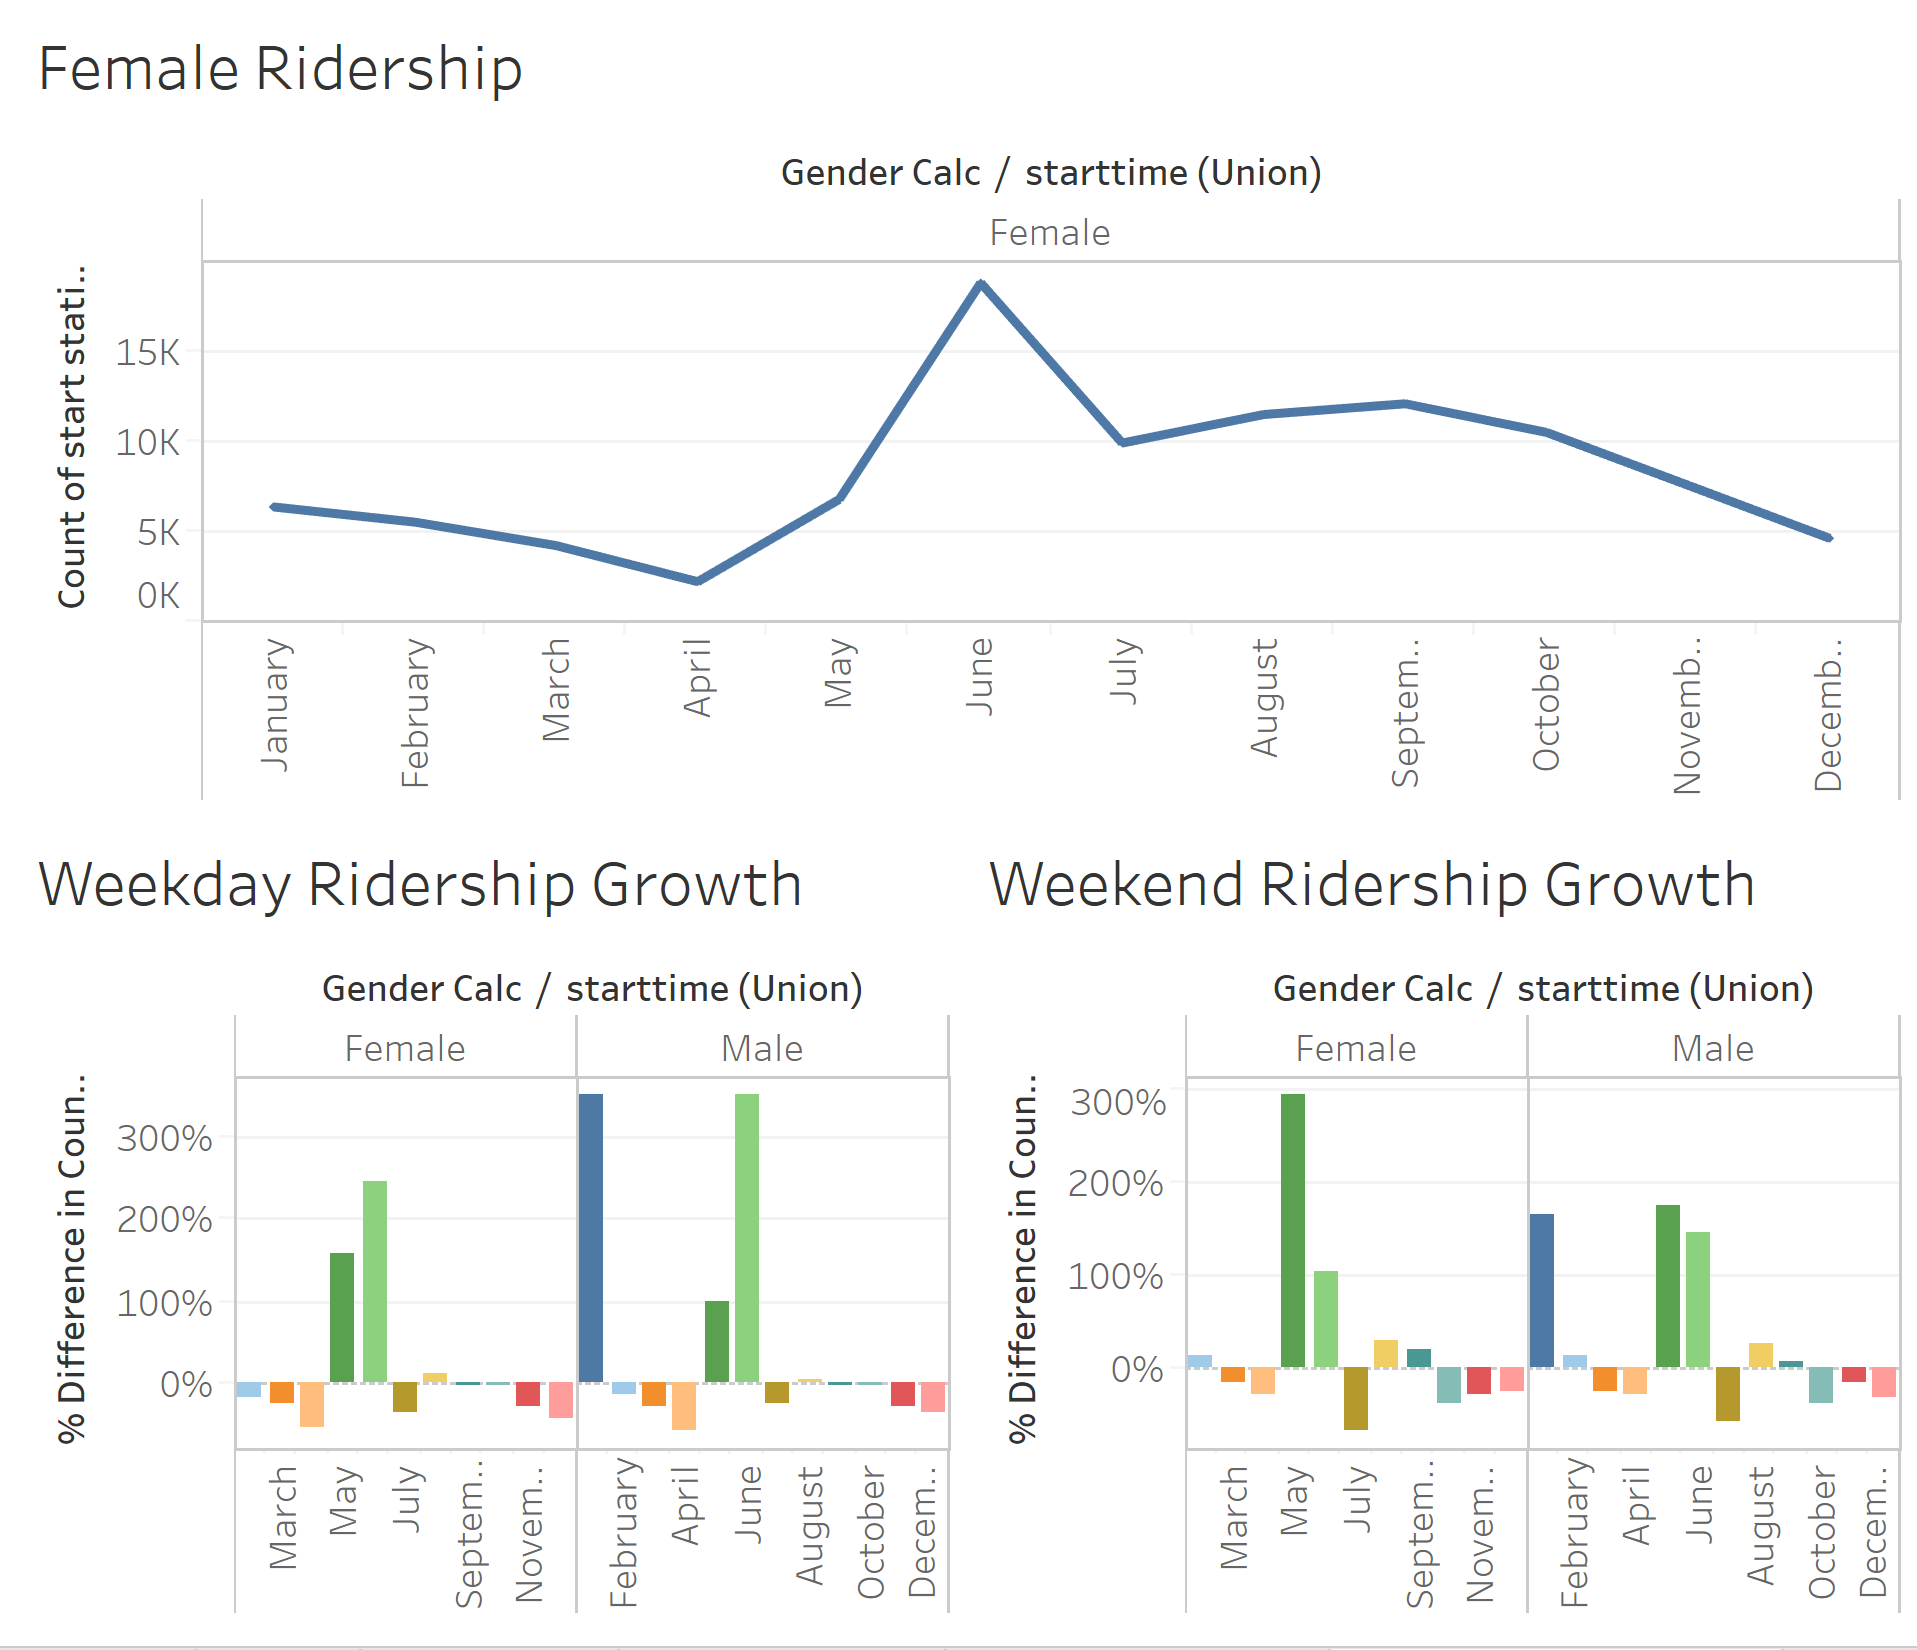 Female Ridership
Gender Calc / starttime (Union)
Female
Count of start stati..
15K
10K
5K
0K
January
February
March
April
May
June
July
August
Septem..
October
Novemb..
Decemb..
Weekday Ridership Growth
Gender Calc / starttime (Union)
Female
Male
% Difference in Coun..
300%
200%
100%
0%
March
May
July
Septem..
Novem..
February
April
June
August
October
Decem..
Weekend Ridership Growth
Gender Calc / starttime (Union)
Female
Male
% Difference in Coun..
300%
200%
100%
0%
March
May
July
Septem..
Novem..
February
April
June
August
October
Decem..